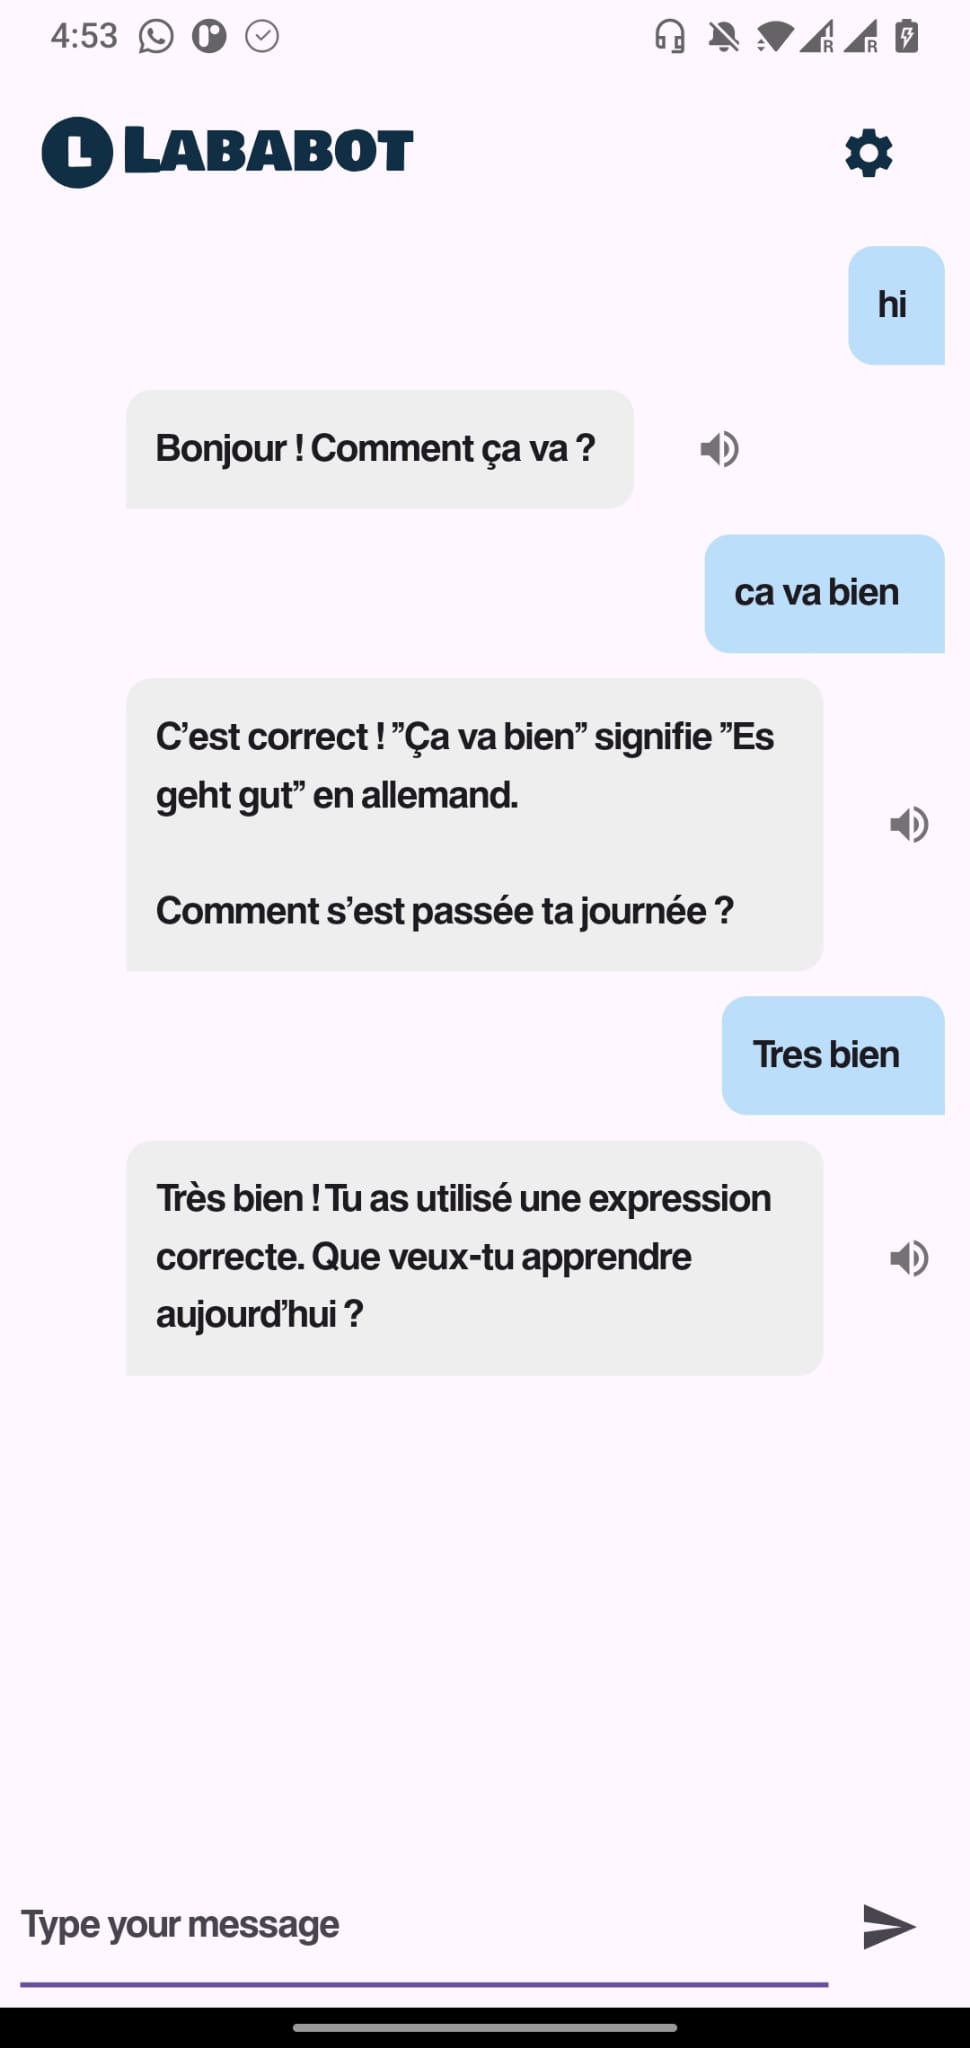 4:53
R R
L LABABOT
hi
Bonjour ! Comment ça va ?
ca va bien
C’est correct ! ”Ça va bien” signifie ”Es
geht gut” en allemand.
Comment s’est passée ta journée ?
Tres bien
Très bien ! Tu as utilisé une expression
correcte. Que veux-tu apprendre
aujourd’hui ?
Type your message